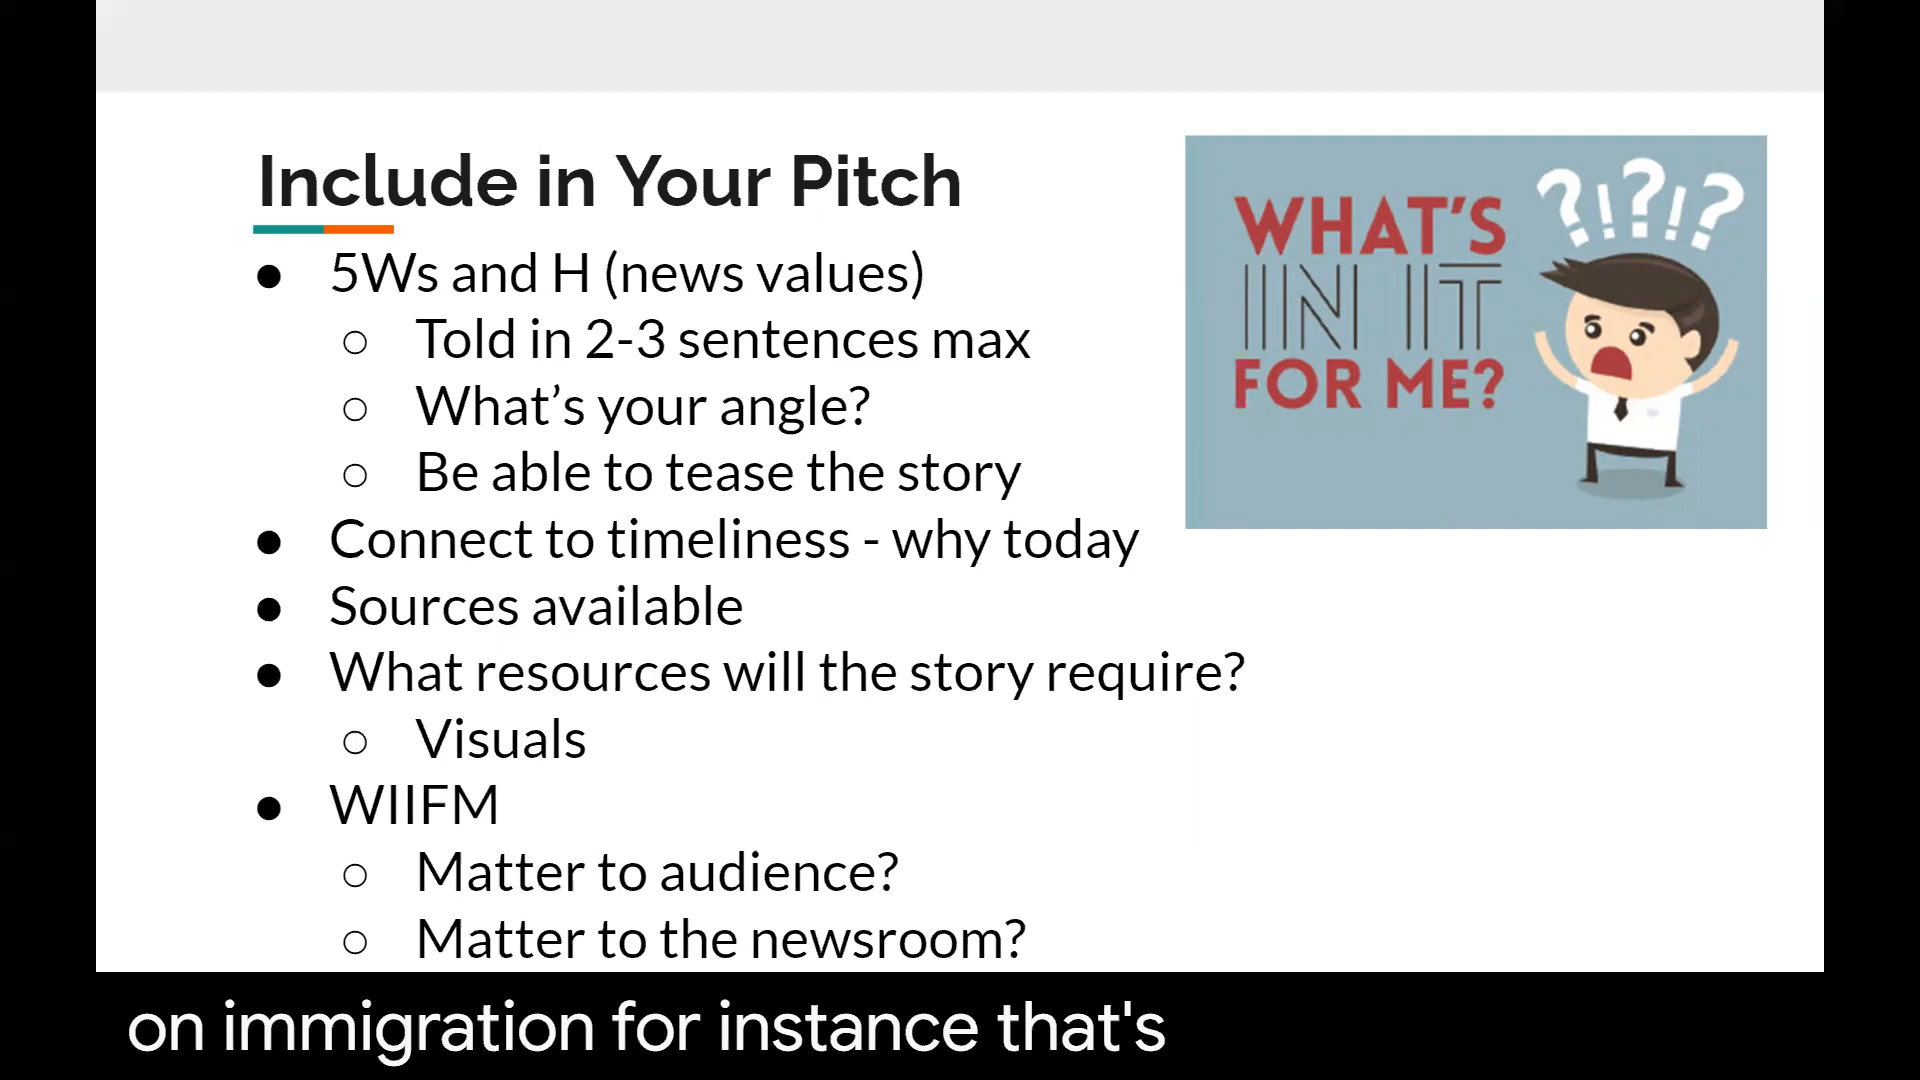 Include in Your Pitch
● 5Ws and H (news values)
○ Told in 2-3 sentences max
○ What’s your angle?
○ Be able to tease the story
● Connect to timeliness - why today
● Sources available
● What resources will the story require?
○ Visuals
● WIIFM
○ Matter to audience?
○ Matter to the newsroom?
WHAT'S
IN IT
FOR ME?
?!?!?
on immigration for instance that's